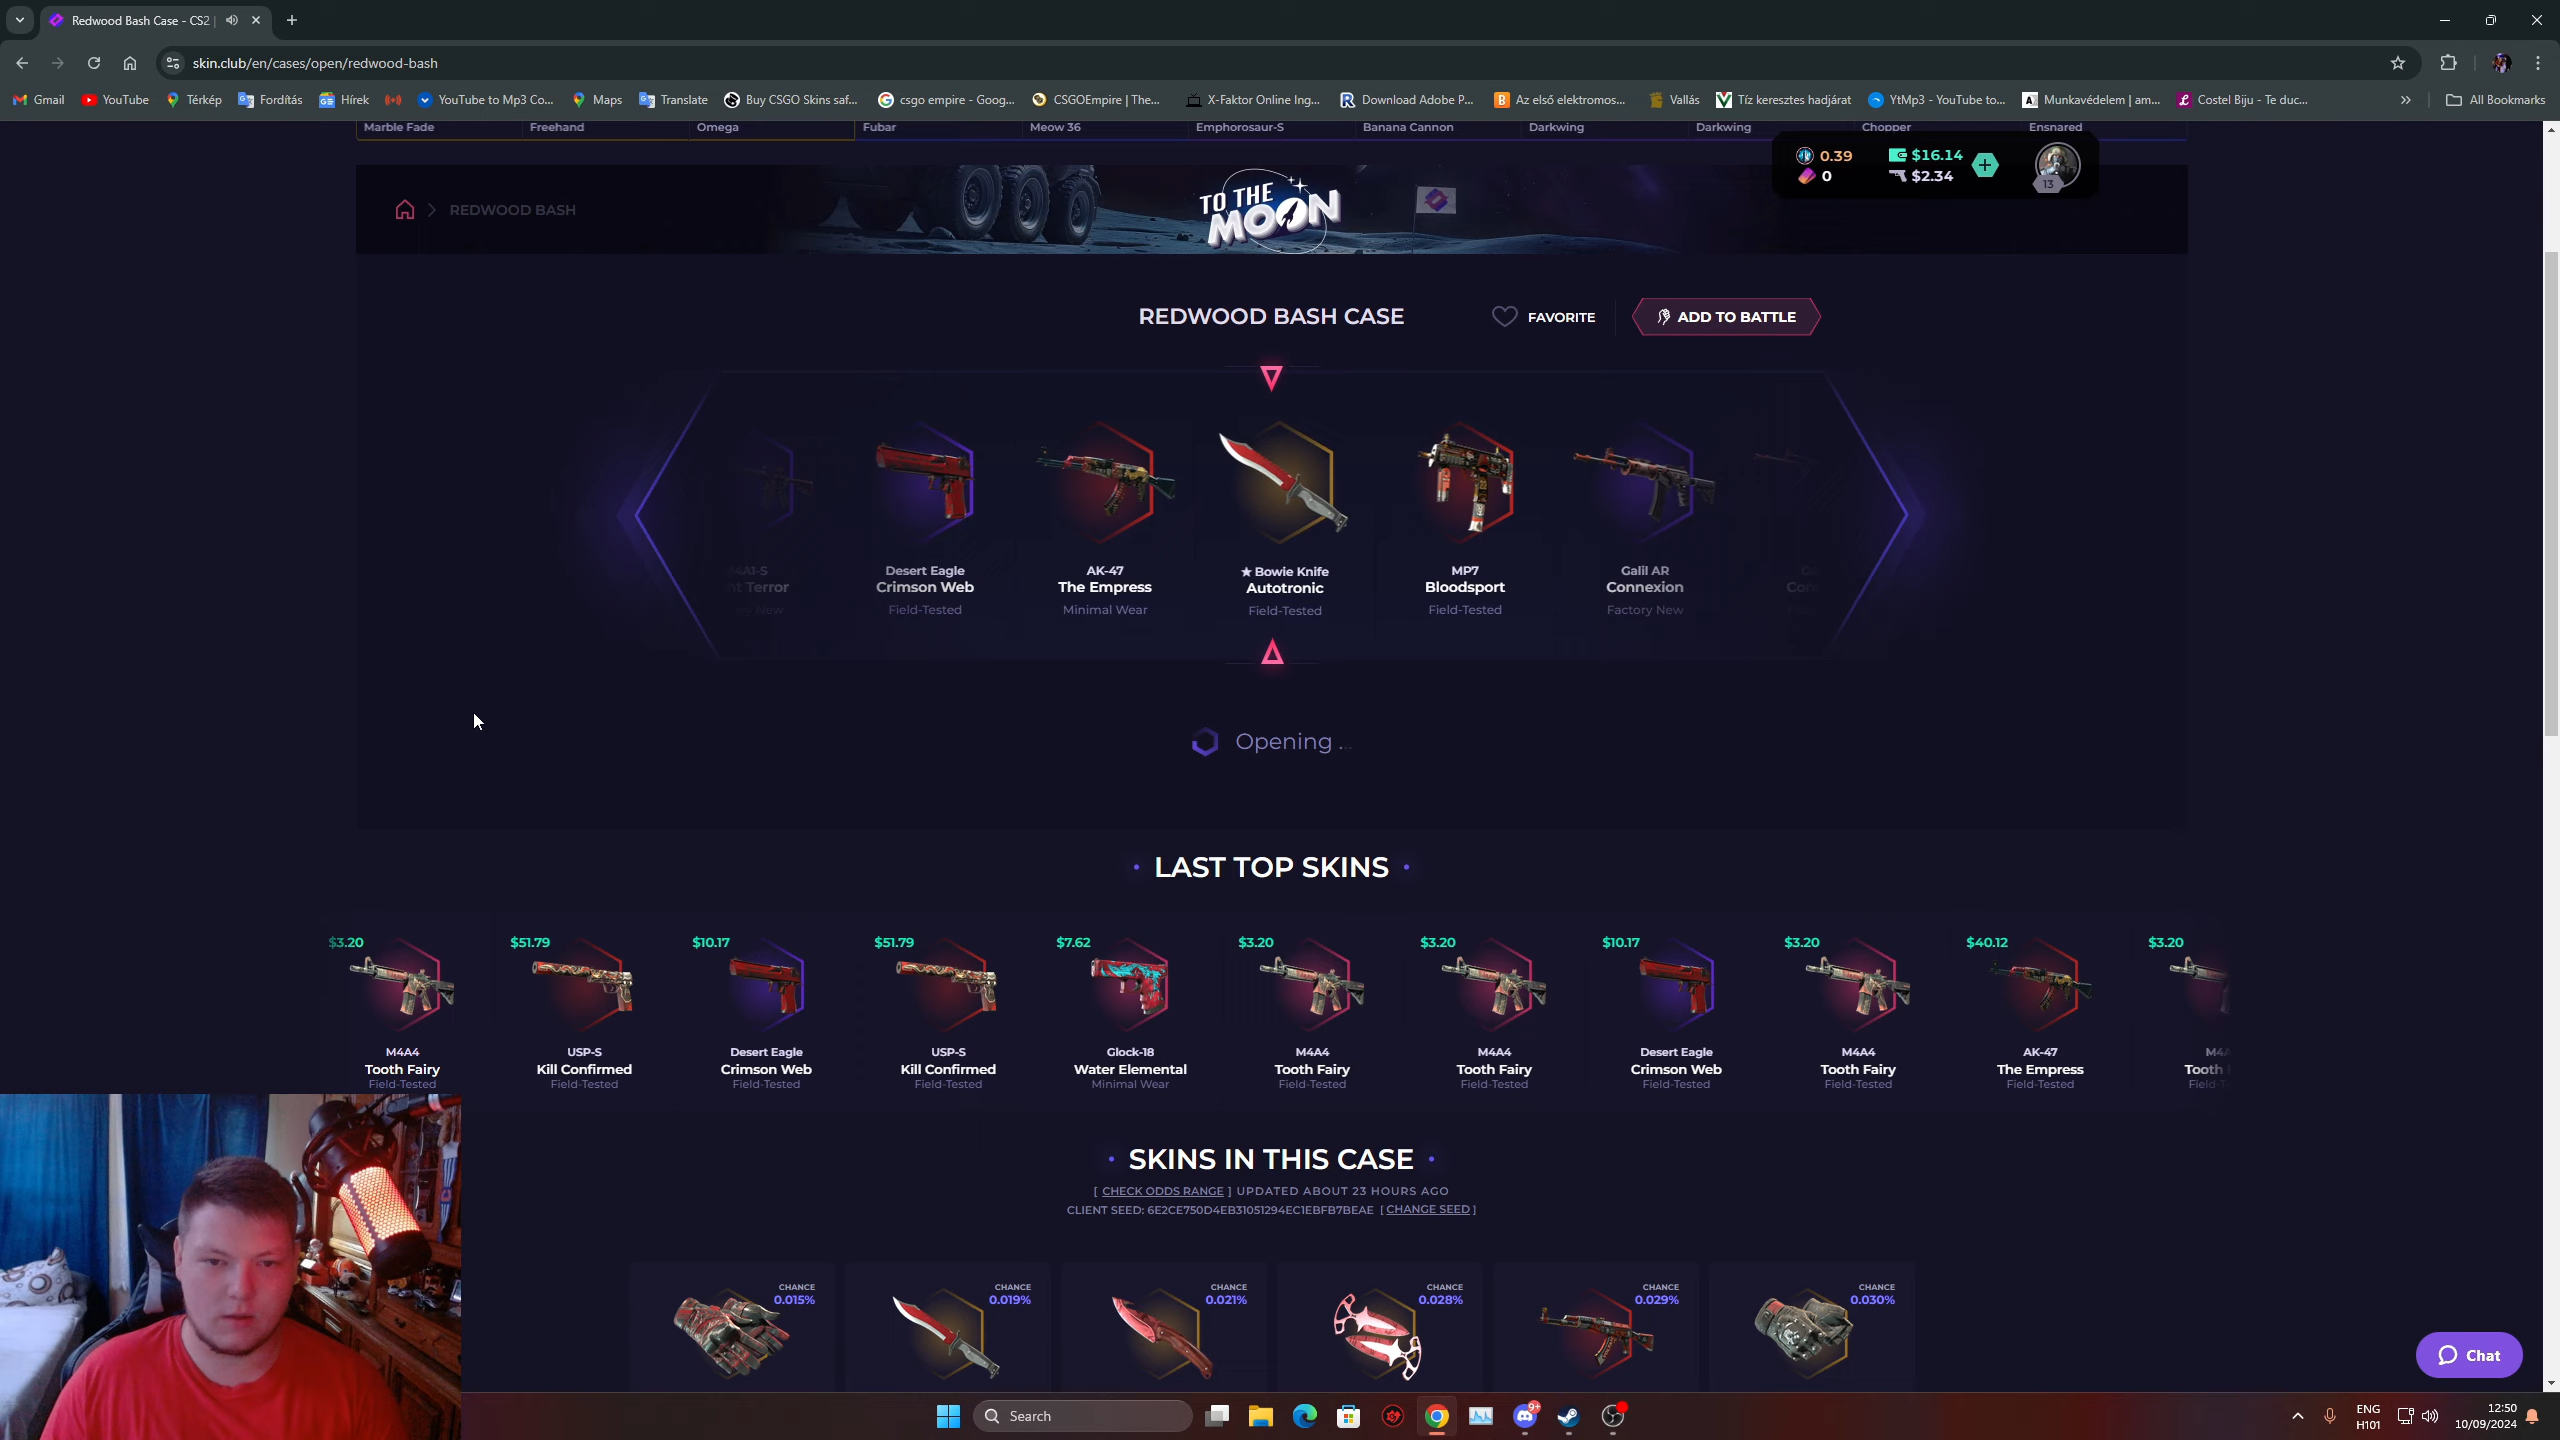 Redwood Bash Case - CS2 |
skin.club/en/cases/open/redwood-bash
Gmail YouTube Térkép Fordítás Hírek YouTube to Mp3 Co... Maps Translate Buy CSGO Skins saf... csgo empire - Goog... CSGOEmpire | The... X-Faktor Online Ing... Download Adobe P... Az első elektromos... Vallás Tíz keresztes hadjárat YtMp3 - YouTube to... Munkavédelem | am... Costel Biju - Te duc... All Bookmarks
Marble Fade Freehand Omega Fubar Meow 36 Emphorosaur-S Banana Cannon Darkwing Darkwing Chopper Ensnared
0.39 $16.14
0 $2.34
13
REDWOOD BASH
TO THE
MOON
REDWOOD BASH CASE
FAVORITE
ADD TO BATTLE
Desert Eagle AK-47 ★ Bowie Knife MP7 Galil AR
Crimson Web The Empress Autotronic Bloodsport Connexion
Field-Tested Minimal Wear Field-Tested Field-Tested Factory New
Opening ...
LAST TOP SKINS
$3.20 $51.79 $10.17 $51.79 $7.62 $3.20 $3.20 $10.17 $3.20 $40.12 $3.20
M4A4 USP-S Desert Eagle USP-S Glock-18 M4A4 M4A4 Desert Eagle M4A4 AK-47 M4A
Tooth Fairy Kill Confirmed Crimson Web Kill Confirmed Water Elemental Tooth Fairy Tooth Fairy Crimson Web Tooth Fairy The Empress Tooth F
Field-Tested Field-Tested Field-Tested Field-Tested Minimal Wear Field-Tested Field-Tested Field-Tested Field-Tested Field-Tested Field-T
SKINS IN THIS CASE
[ CHECK ODDS RANGE ] UPDATED ABOUT 23 HOURS AGO
CLIENT SEED: 6E2CE750D4EB31051294EC1EBFB7BEAE [ CHANGE SEED ]
CHANCE CHANCE CHANCE CHANCE CHANCE CHANCE
0.015% 0.019% 0.021% 0.028% 0.029% 0.030%
Chat
Search
9+
ENG
H101
12:50
10/09/2024